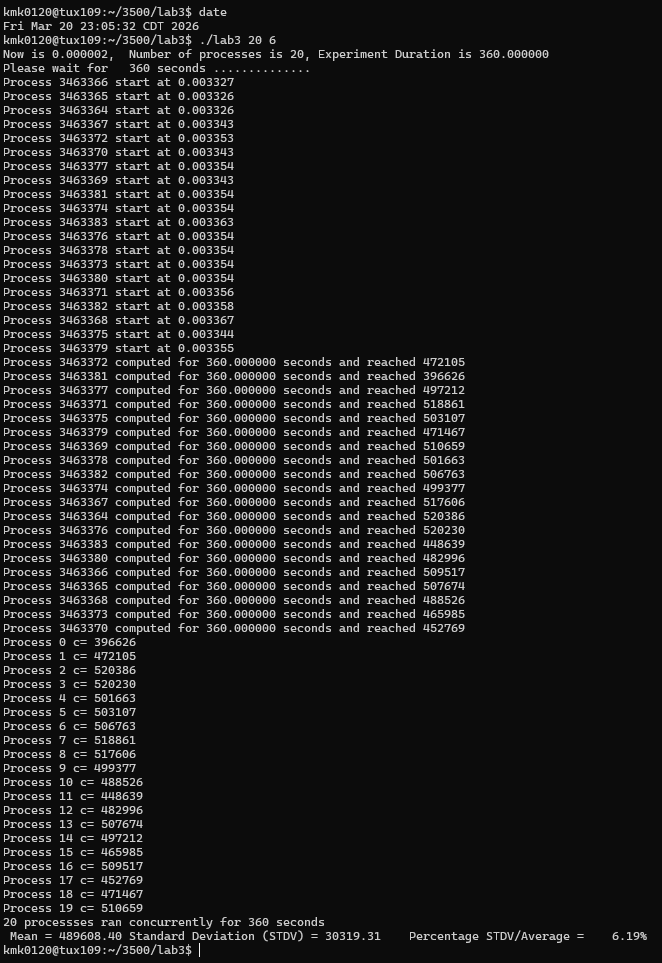 kmk0120@tux109:~/3500/lab3$ date
Fri Mar 20 23:05:32 CDT 2026
kmk0120@tux109:~/3500/lab3$ ./lab3 20 6
Now is 0.000002,  Number of processes is 20, Experiment Duration is 360.000000
Please wait for   360 seconds ..............
Process 3463366 start at 0.003327
Process 3463365 start at 0.003326
Process 3463364 start at 0.003326
Process 3463367 start at 0.003343
Process 3463372 start at 0.003353
Process 3463370 start at 0.003343
Process 3463377 start at 0.003354
Process 3463369 start at 0.003343
Process 3463381 start at 0.003354
Process 3463374 start at 0.003354
Process 3463383 start at 0.003363
Process 3463376 start at 0.003354
Process 3463378 start at 0.003354
Process 3463373 start at 0.003354
Process 3463380 start at 0.003354
Process 3463371 start at 0.003356
Process 3463382 start at 0.003358
Process 3463368 start at 0.003367
Process 3463375 start at 0.003344
Process 3463379 start at 0.003355
Process 3463372 computed for 360.000000 seconds and reached 472105
Process 3463381 computed for 360.000000 seconds and reached 396626
Process 3463377 computed for 360.000000 seconds and reached 497212
Process 3463371 computed for 360.000000 seconds and reached 518861
Process 3463375 computed for 360.000000 seconds and reached 503107
Process 3463379 computed for 360.000000 seconds and reached 471467
Process 3463369 computed for 360.000000 seconds and reached 510659
Process 3463378 computed for 360.000000 seconds and reached 501663
Process 3463382 computed for 360.000000 seconds and reached 506763
Process 3463374 computed for 360.000000 seconds and reached 499377
Process 3463367 computed for 360.000000 seconds and reached 517606
Process 3463364 computed for 360.000000 seconds and reached 520386
Process 3463376 computed for 360.000000 seconds and reached 520230
Process 3463383 computed for 360.000000 seconds and reached 448639
Process 3463380 computed for 360.000000 seconds and reached 482996
Process 3463366 computed for 360.000000 seconds and reached 509517
Process 3463365 computed for 360.000000 seconds and reached 507674
Process 3463368 computed for 360.000000 seconds and reached 488526
Process 3463373 computed for 360.000000 seconds and reached 465985
Process 3463370 computed for 360.000000 seconds and reached 452769
Process 0 c= 396626
Process 1 c= 472105
Process 2 c= 520386
Process 3 c= 520230
Process 4 c= 501663
Process 5 c= 503107
Process 6 c= 506763
Process 7 c= 518861
Process 8 c= 517606
Process 9 c= 499377
Process 10 c= 488526
Process 11 c= 448639
Process 12 c= 482996
Process 13 c= 507674
Process 14 c= 497212
Process 15 c= 465985
Process 16 c= 509517
Process 17 c= 452769
Process 18 c= 471467
Process 19 c= 510659
20 processses ran concurrently for 360 seconds
 Mean = 489608.40 Standard Deviation (STDV) = 30319.31    Percentage STDV/Average =    6.19%
kmk0120@tux109:~/3500/lab3$